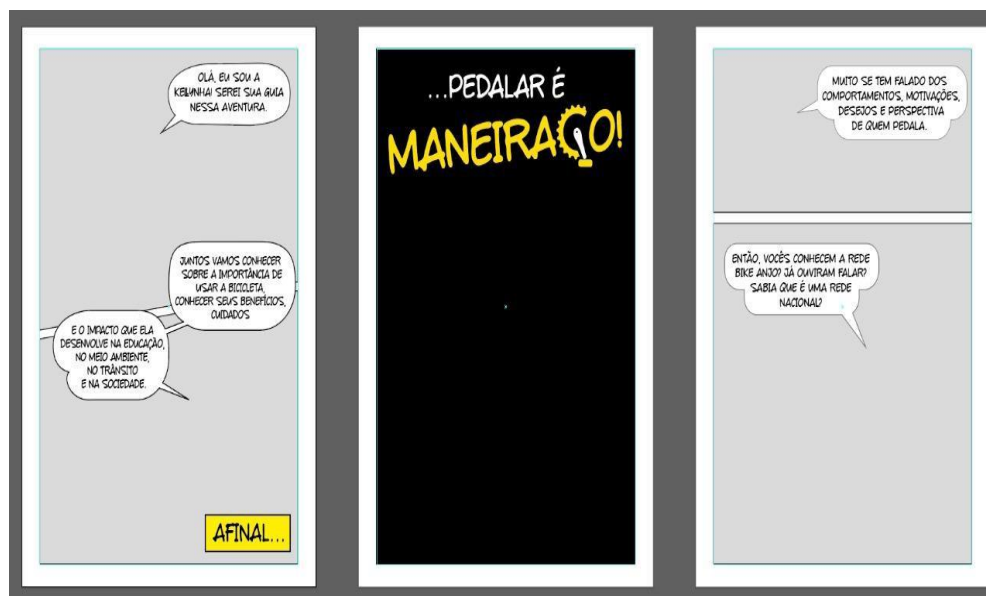 OLÁ, EU SOU A
KELYNHA! SEREI SUA GUIA
NESSA AVENTURA.
JUNTOS VAMOS CONHECER
SOBRE A IMPORTÂNCIA DE
USAR A BICICLETA,
CONHECER SEUS BENEFÍCIOS,
CUIDADOS
E O IMPACTO QUE ELA
DESENVOLVE NA EDUCAÇÃO,
NO MEIO AMBIENTE,
NO TRÂNSITO
E NA SOCIEDADE.
AFINAL...
...PEDALAR É
MANEIRAÇO!
MUITO SE TEM FALADO DOS
COMPORTAMENTOS, MOTIVAÇÕES,
DESEJOS E PERSPECTIVA
DE QUEM PEDALA.
ENTÃO, VOCÊS CONHECEM A REDE
BIKE ANJO? JÁ OUVIRAM FALAR?
SABIA QUE É UMA REDE
NACIONAL?